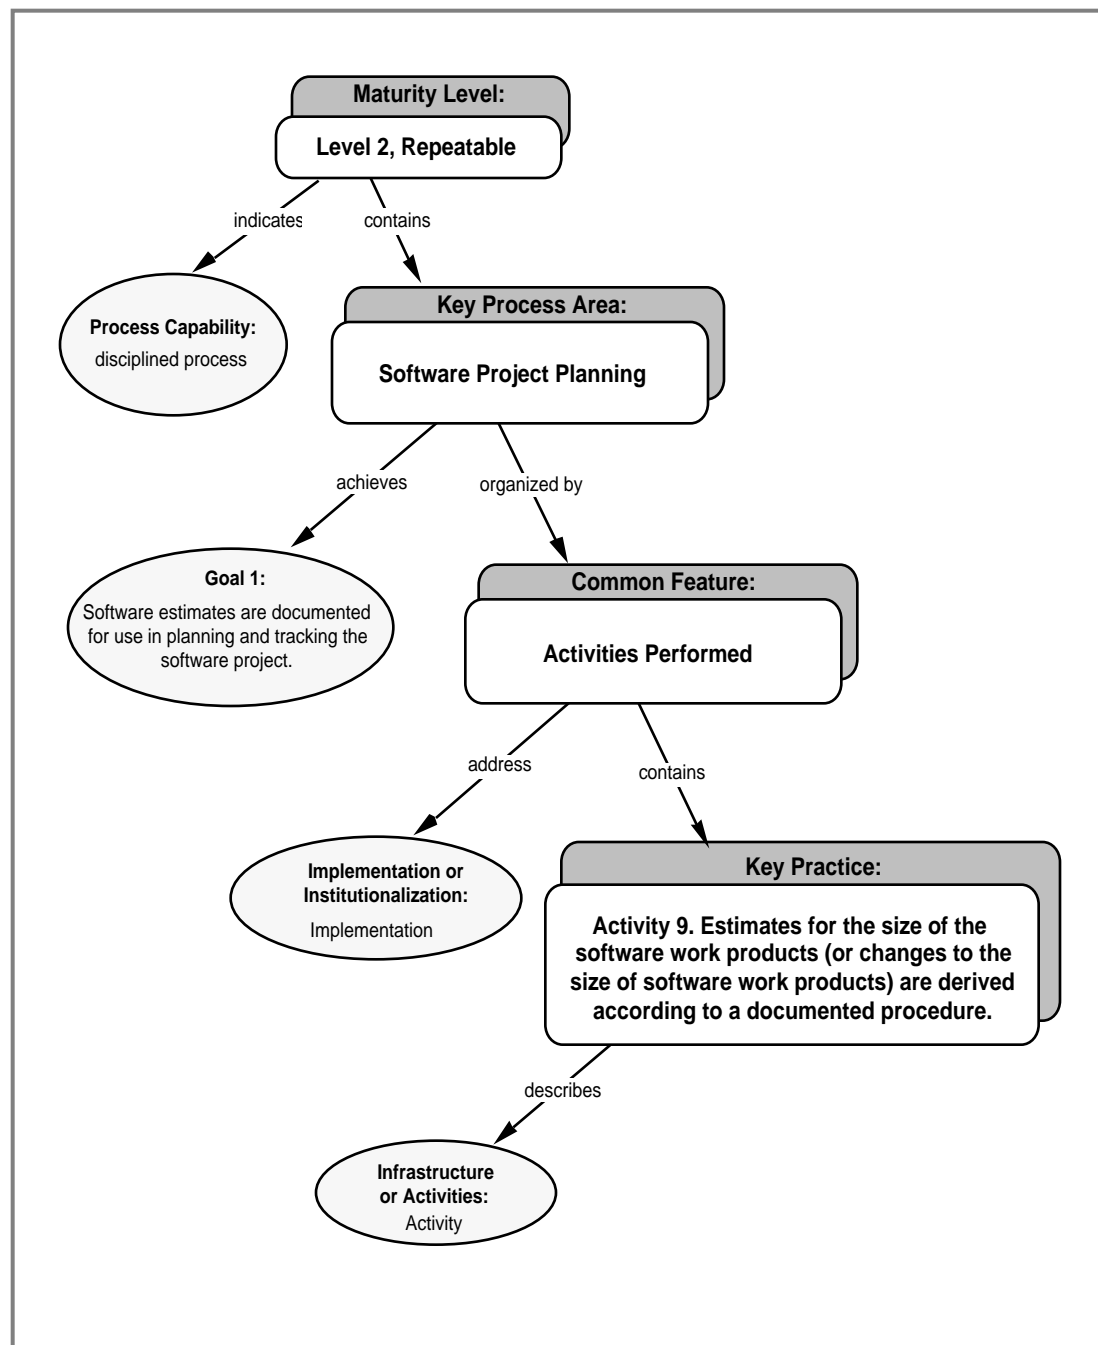 Maturity Level:
Level 2, Repeatable
indicates
contains
Process Capability:
disciplined process
Key Process Area:
Software Project Planning
achieves
organized by
Goal 1:
Software estimates are documented
for use in planning and tracking the
software project.
Common Feature:
Activities Performed
address
contains
Implementation or
Institutionalization:
Implementation
Key Practice:
Activity 9. Estimates for the size of the
software work products (or changes to the
size of software work products) are derived
according to a documented procedure.
describes
Infrastructure
or Activities:
Activity